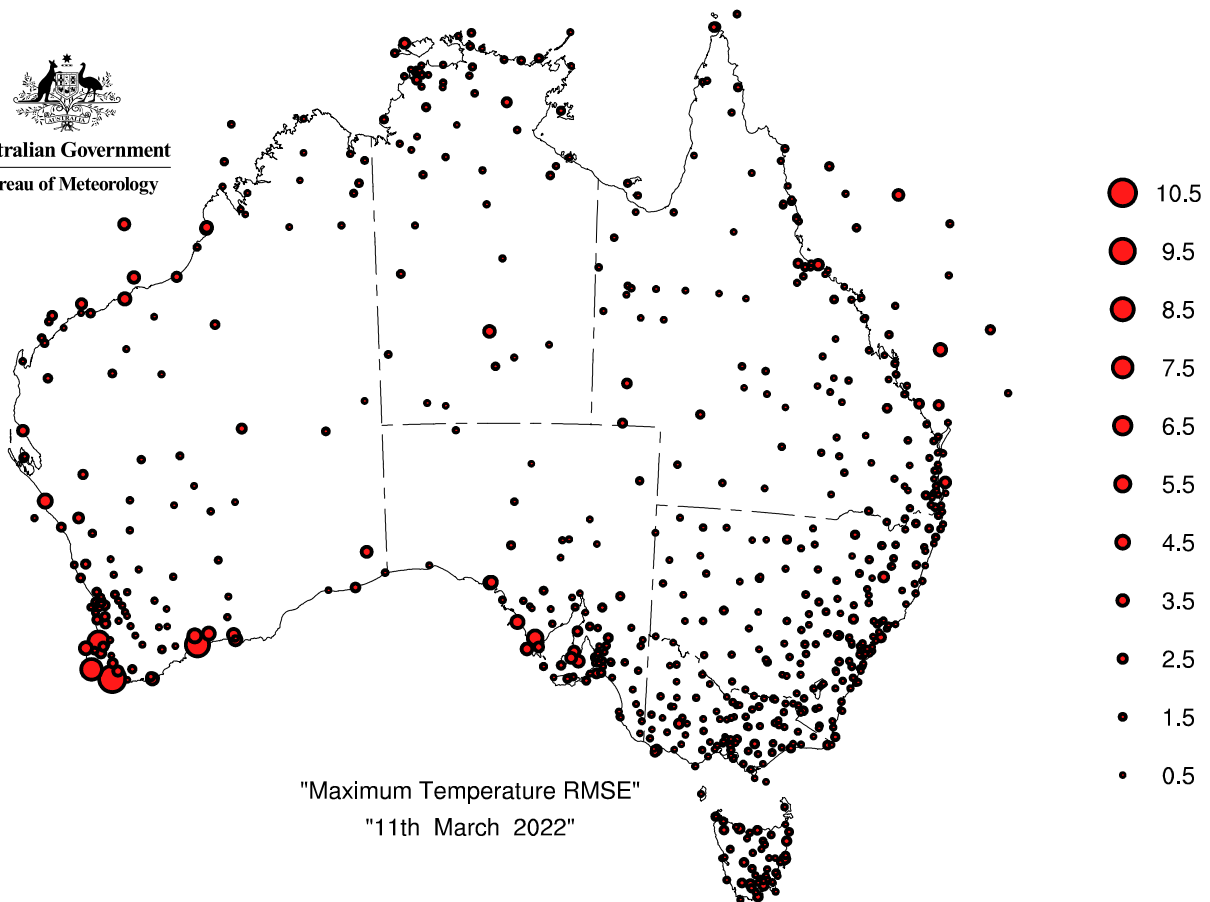 AUSTRALIA
tralian Government
reau of Meteorology
10.5
9.5
8.5
7.5
6.5
5.5
4.5
3.5
2.5
1.5
0.5
"Maximum Temperature RMSE"
"11th March 2022"